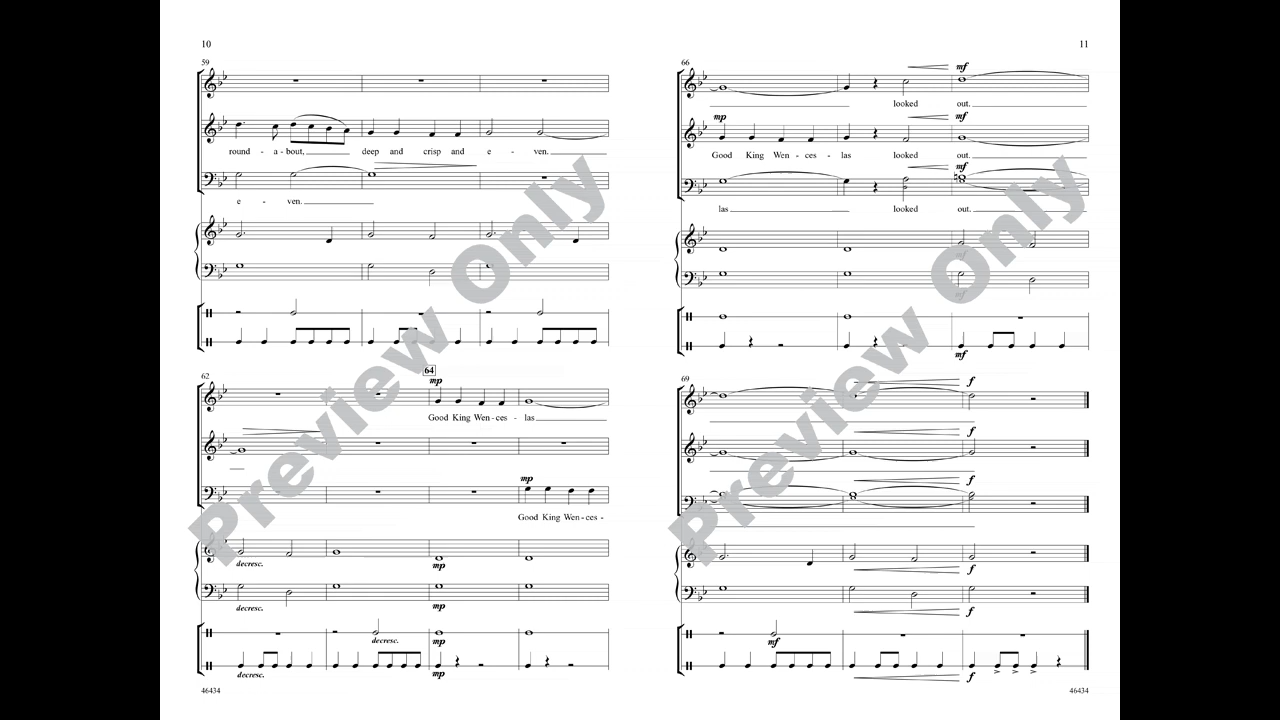 10
59
round - a - bout, deep and crisp and e - ven.
e - ven.
62
64
mp
Good King Wen - ces - las
mp
Good King Wen - ces -
decresc. mp
decresc. mp
decresc. mp
decresc. mp
46434
Preview Only
11
66
mf
looked out.
mp mf
Good King Wen - ces - las looked out.
mf
las looked out.
mf
mf
mf
69
f
f
f
f
f
mf
f
46434
Preview Only